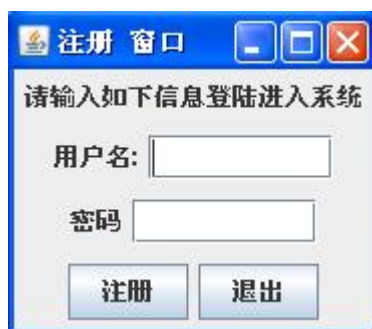 注册 窗口
请输入如下信息登陆进入系统
用户名:
密码
注册 退出